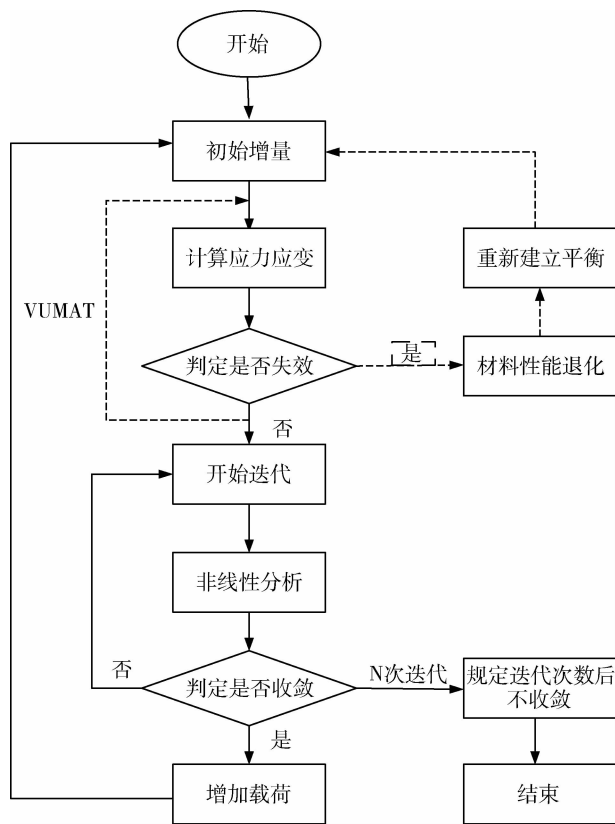 开始
初始增量
计算应力应变
重新建立平衡
VUMAT
判定是否失效
是
材料性能退化
否
开始迭代
非线性分析
否
判定是否收敛
N次迭代
规定迭代次数后
不收敛
是
增加载荷
结束